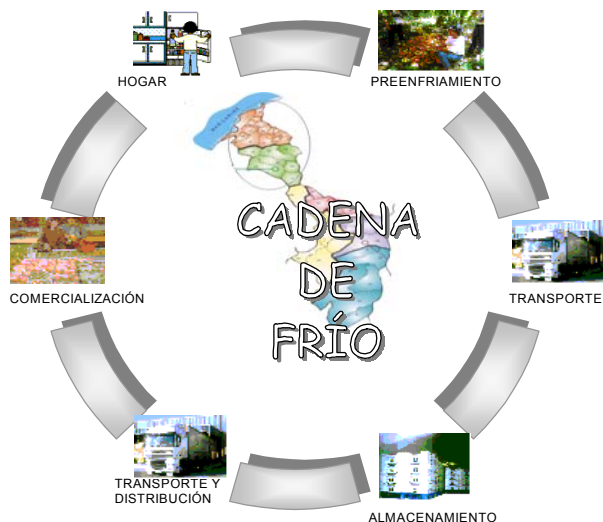 HOGAR
PREENFRIAMIENTO
CADENA
DE
FRÍO
COMERCIALIZACIÓN
TRANSPORTE
TRANSPORTE Y
DISTRIBUCIÓN
ALMACENAMIENTO